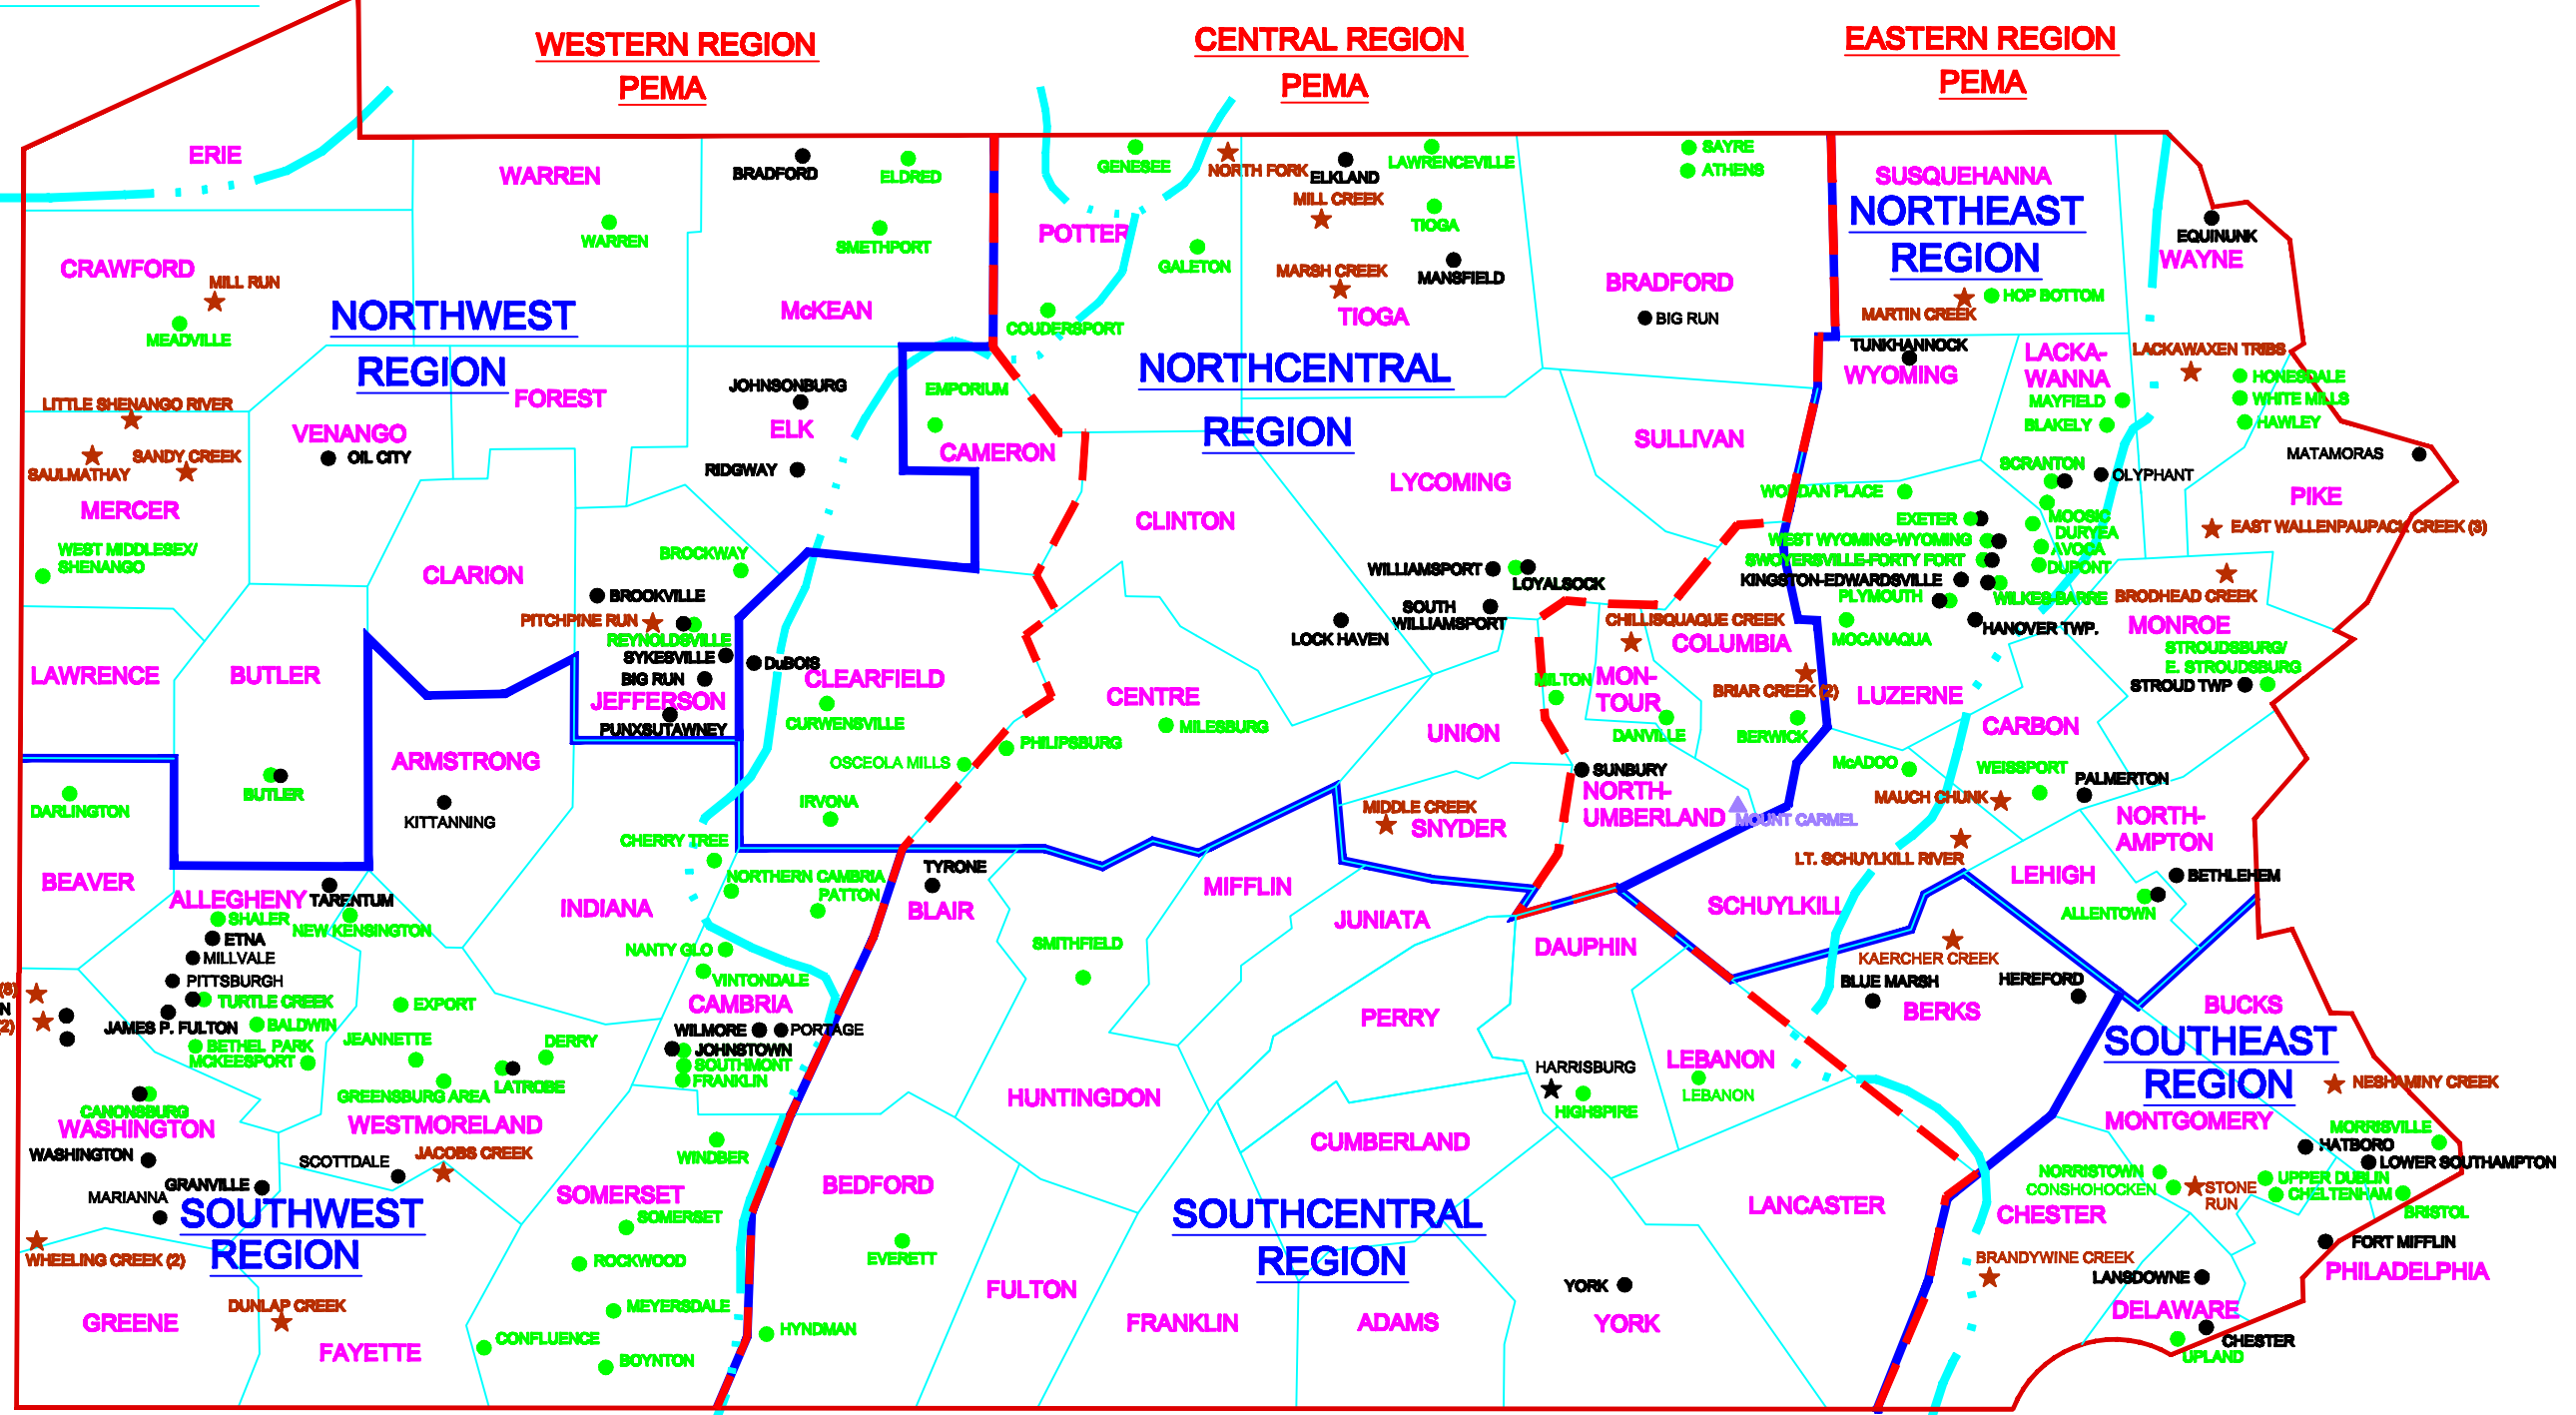 WESTERN REGION
PEMA
CENTRAL REGION
PEMA
EASTERN REGION
PEMA
ERIE
WARREN
BRADFORD
ELDRED
WARREN
SMETHPORT
McKEAN
CRAWFORD
MILL RUN
MEADVILLE
NORTHWEST
REGION
FOREST
LITTLE SHENANGO RIVER
SAULMATHAY
SANDY CREEK
MERCER
WEST MIDDLESEX/
SHENANGO
VENANGO
OIL CITY
JOHNSONBURG
ELK
RIDGWAY
EMPORIUM
CAMERON
CLARION
BROCKWAY
BROOKVILLE
PITCHPINE RUN
REYNOLDSVILLE
SYKESVILLE
BIG RUN
JEFFERSON
PUNXSUTAWNEY
DuBOIS
CLEARFIELD
CURWENSVILLE
OSCEOLA MILLS
IRVONA
LAWRENCE
BUTLER
BUTLER
ARMSTRONG
KITTANNING
GENESEE
NORTH FORK
ELKLAND
LAWRENCEVILLE
MILL CREEK
TIOGA
POTTER
GALETON
MARSH CREEK
MANSFIELD
COUDERSPORT
TIOGA
SAYRE
ATHENS
BRADFORD
BIG RUN
NORTHCENTRAL
REGION
SULLIVAN
LYCOMING
CLINTON
WILLIAMSPORT
LOYALSOCK
SOUTH
WILLIAMSPORT
LOCK HAVEN
CHILLISQUAQUE CREEK
COLUMBIA
MON-
TOUR
MILTON
BRIAR CREEK (2)
DANVILLE
BERWICK
CENTRE
MILESBURG
PHILIPSBURG
UNION
SUNBURY
NORTH-
UMBERLAND
MOUNT CARMEL
MIDDLE CREEK
SNYDER
SUSQUEHANNA
NORTHEAST
REGION
EQUINUNK
WAYNE
HOP BOTTOM
MARTIN CREEK
TUNKHANNOCK
WYOMING
LACKA-
WANNA
LACKAWAXEN TRIBS
HONESDALE
WHITE MILLS
HAWLEY
MAYFIELD
BLAKELY
MATAMORAS
SCRANTON
OLYPHANT
PIKE
WORDAN PLACE
EXETER
MOOSIC
DURYEA
AVOCA
DUPONT
EAST WALLENPAUPACK CREEK (3)
WEST WYOMING-WYOMING
SWOYERSVILLE-FORTY FORT
KINGSTON-EDWARDSVILLE
PLYMOUTH
WILKES-BARRE
BRODHEAD CREEK
MOCANAQUA
HANOVER TWP.
MONROE
STROUDSBURG/
E. STROUDSBURG
STROUD TWP
LUZERNE
CARBON
McADOO
WEISSPORT
PALMERTON
MAUCH CHUNK
NORTH-
AMPTON
LT. SCHUYLKILL RIVER
LEHIGH
BETHLEHEM
ALLENTOWN
SCHUYLKILL
DARLINGTON
BEAVER
ALLEGHENY
TARENTUM
SHALER
NEW KENSINGTON
ETNA
MILLVALE
PITTSBURGH
TURTLE CREEK
JAMES P. FULTON
BALDWIN
BETHEL PARK
MCKEESPORT
(8)
N
2)
CANONSBURG
WASHINGTON
WASHINGTON
MARIANNA
GRANVILLE
SCOTTDALE
JACOBS CREEK
SOUTHWEST
REGION
WHEELING CREEK (2)
GREENE
DUNLAP CREEK
FAYETTE
INDIANA
CHERRY TREE
NORTHERN CAMBRIA
PATTON
NANTY GLO
VINTONDALE
CAMBRIA
WILMORE
PORTAGE
JOHNSTOWN
SOUTHMONT
FRANKLIN
EXPORT
JEANNETTE
DERRY
LATROBE
GREENSBURG AREA
WESTMORELAND
WINDBER
SOMERSET
SOMERSET
ROCKWOOD
MEYERSDALE
CONFLUENCE
BOYNTON
TYRONE
BLAIR
SMITHFIELD
HUNTINGDON
BEDFORD
EVERETT
HYNDMAN
FULTON
MIFFLIN
JUNIATA
PERRY
CUMBERLAND
SOUTHCENTRAL
REGION
FRANKLIN
ADAMS
DAUPHIN
HARRISBURG
HIGHSPIRE
LEBANON
LEBANON
YORK
YORK
LANCASTER
KAERCHER CREEK
BLUE MARSH
HEREFORD
BERKS
BUCKS
SOUTHEAST
REGION
NESHAMINY CREEK
MONTGOMERY
MORRISVILLE
HATBORO
LOWER SOUTHAMPTON
NORRISTOWN
CONSHOHOCKEN
STONE
RUN
UPPER DUBLIN
CHELTENHAM
BRISTOL
CHESTER
BRANDYWINE CREEK
FORT MIFFLIN
LANSDOWNE
PHILADELPHIA
DELAWARE
CHESTER
UPLAND